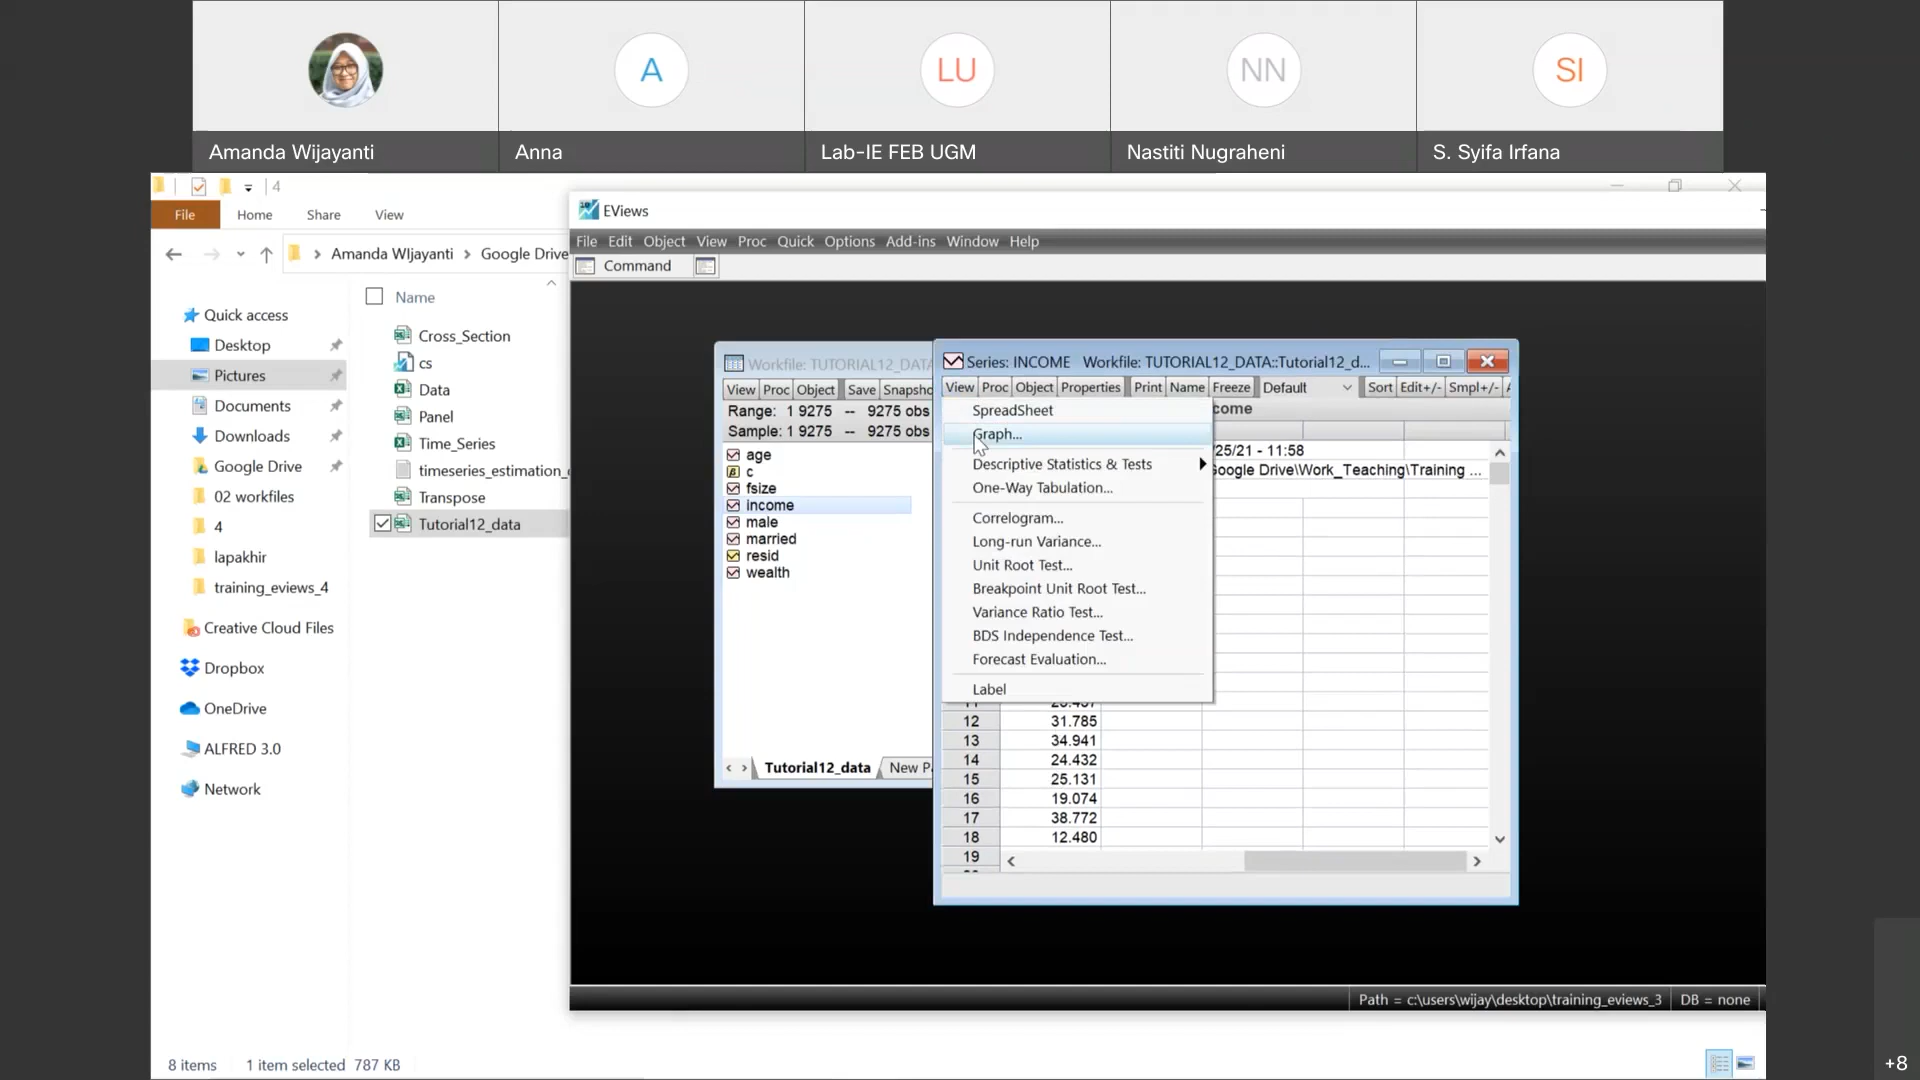 A
LU
NN
SI
Amanda Wijayanti
Anna
Lab-IE FEB UGM
Nastiti Nugraheni
S. Syifa Irfana
4
File Home Share View
Amanda WIjayanti Google Drive
Name
Quick access
Desktop
Pictures
Documents
Downloads
Google Drive
02 workfiles
4
lapakhir
training_eviews_4
Creative Cloud Files
Dropbox
OneDrive
ALFRED 3.0
Network
Cross_Section
cs
Data
Panel
Time_Series
timeseries_estimation_
Transpose
Tutorial12_data
8 items 1 item selected 787 KB
EViews
File Edit Object View Proc Quick Options Add-ins Window Help
Command
Workfile: TUTORIAL12_DATA
View Proc Object Save Snapsho
Range: 1 9275 -- 9275 obs
Sample: 1 9275 -- 9275 obs
age
c
fsize
income
male
married
resid
wealth
Tutorial12_data New P
Series: INCOME Workfile: TUTORIAL12_DATA::Tutorial12_d...
View Proc Object Properties Print Name Freeze Default Sort Edit+/- Smpl+/-
come
25/21 - 11:58
Google Drive\Work_Teaching\Training ...
SpreadSheet
Graph...
Descriptive Statistics & Tests
One-Way Tabulation...
Correlogram...
Long-run Variance...
Unit Root Test...
Breakpoint Unit Root Test...
Variance Ratio Test...
BDS Independence Test...
Forecast Evaluation...
Label
12 31.785
13 34.941
14 24.432
15 25.131
16 19.074
17 38.772
18 12.480
19
Path = c:\users\wijay\desktop\training_eviews_3 DB = none
+8